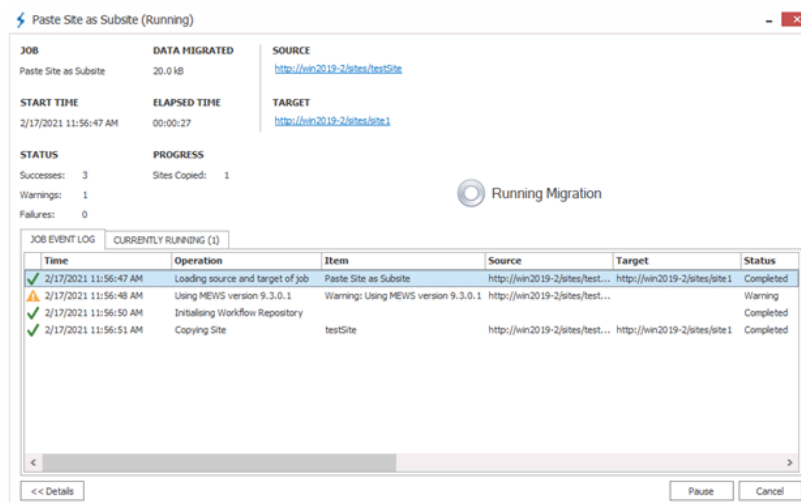 Paste Site as Subsite (Running)
JOB DATA MIGRATED SOURCE
Paste Site as Subsite 20.0 kB http://win2019-2/sites/testSite
START TIME ELAPSED TIME TARGET
2/17/2021 11:56:47 AM 00:00:27 http://win2019-2/sites/site1
STATUS PROGRESS
Successes: 3 Sites Copied: 1
Warnings: 1
Running Migration
Failures: 0
JOB EVENT LOG CURRENTLY RUNNING (1)
Time Operation Item Source Target Status
2/17/2021 11:56:47 AM Loading source and target of job Paste Site as Subsite http://win2019-2/sites/test... http://win2019-2/sites/site1 Completed
2/17/2021 11:56:48 AM Using MEWS version 9.3.0.1 Warning: Using MEWS version 9.3.0.1 http://win2019-2/sites/test... Warning
2/17/2021 11:56:50 AM Initialising Workflow Repository Completed
2/17/2021 11:56:51 AM Copying Site testSite http://win2019-2/sites/test... http://win2019-2/sites/site1 Completed
<< Details Pause Cancel